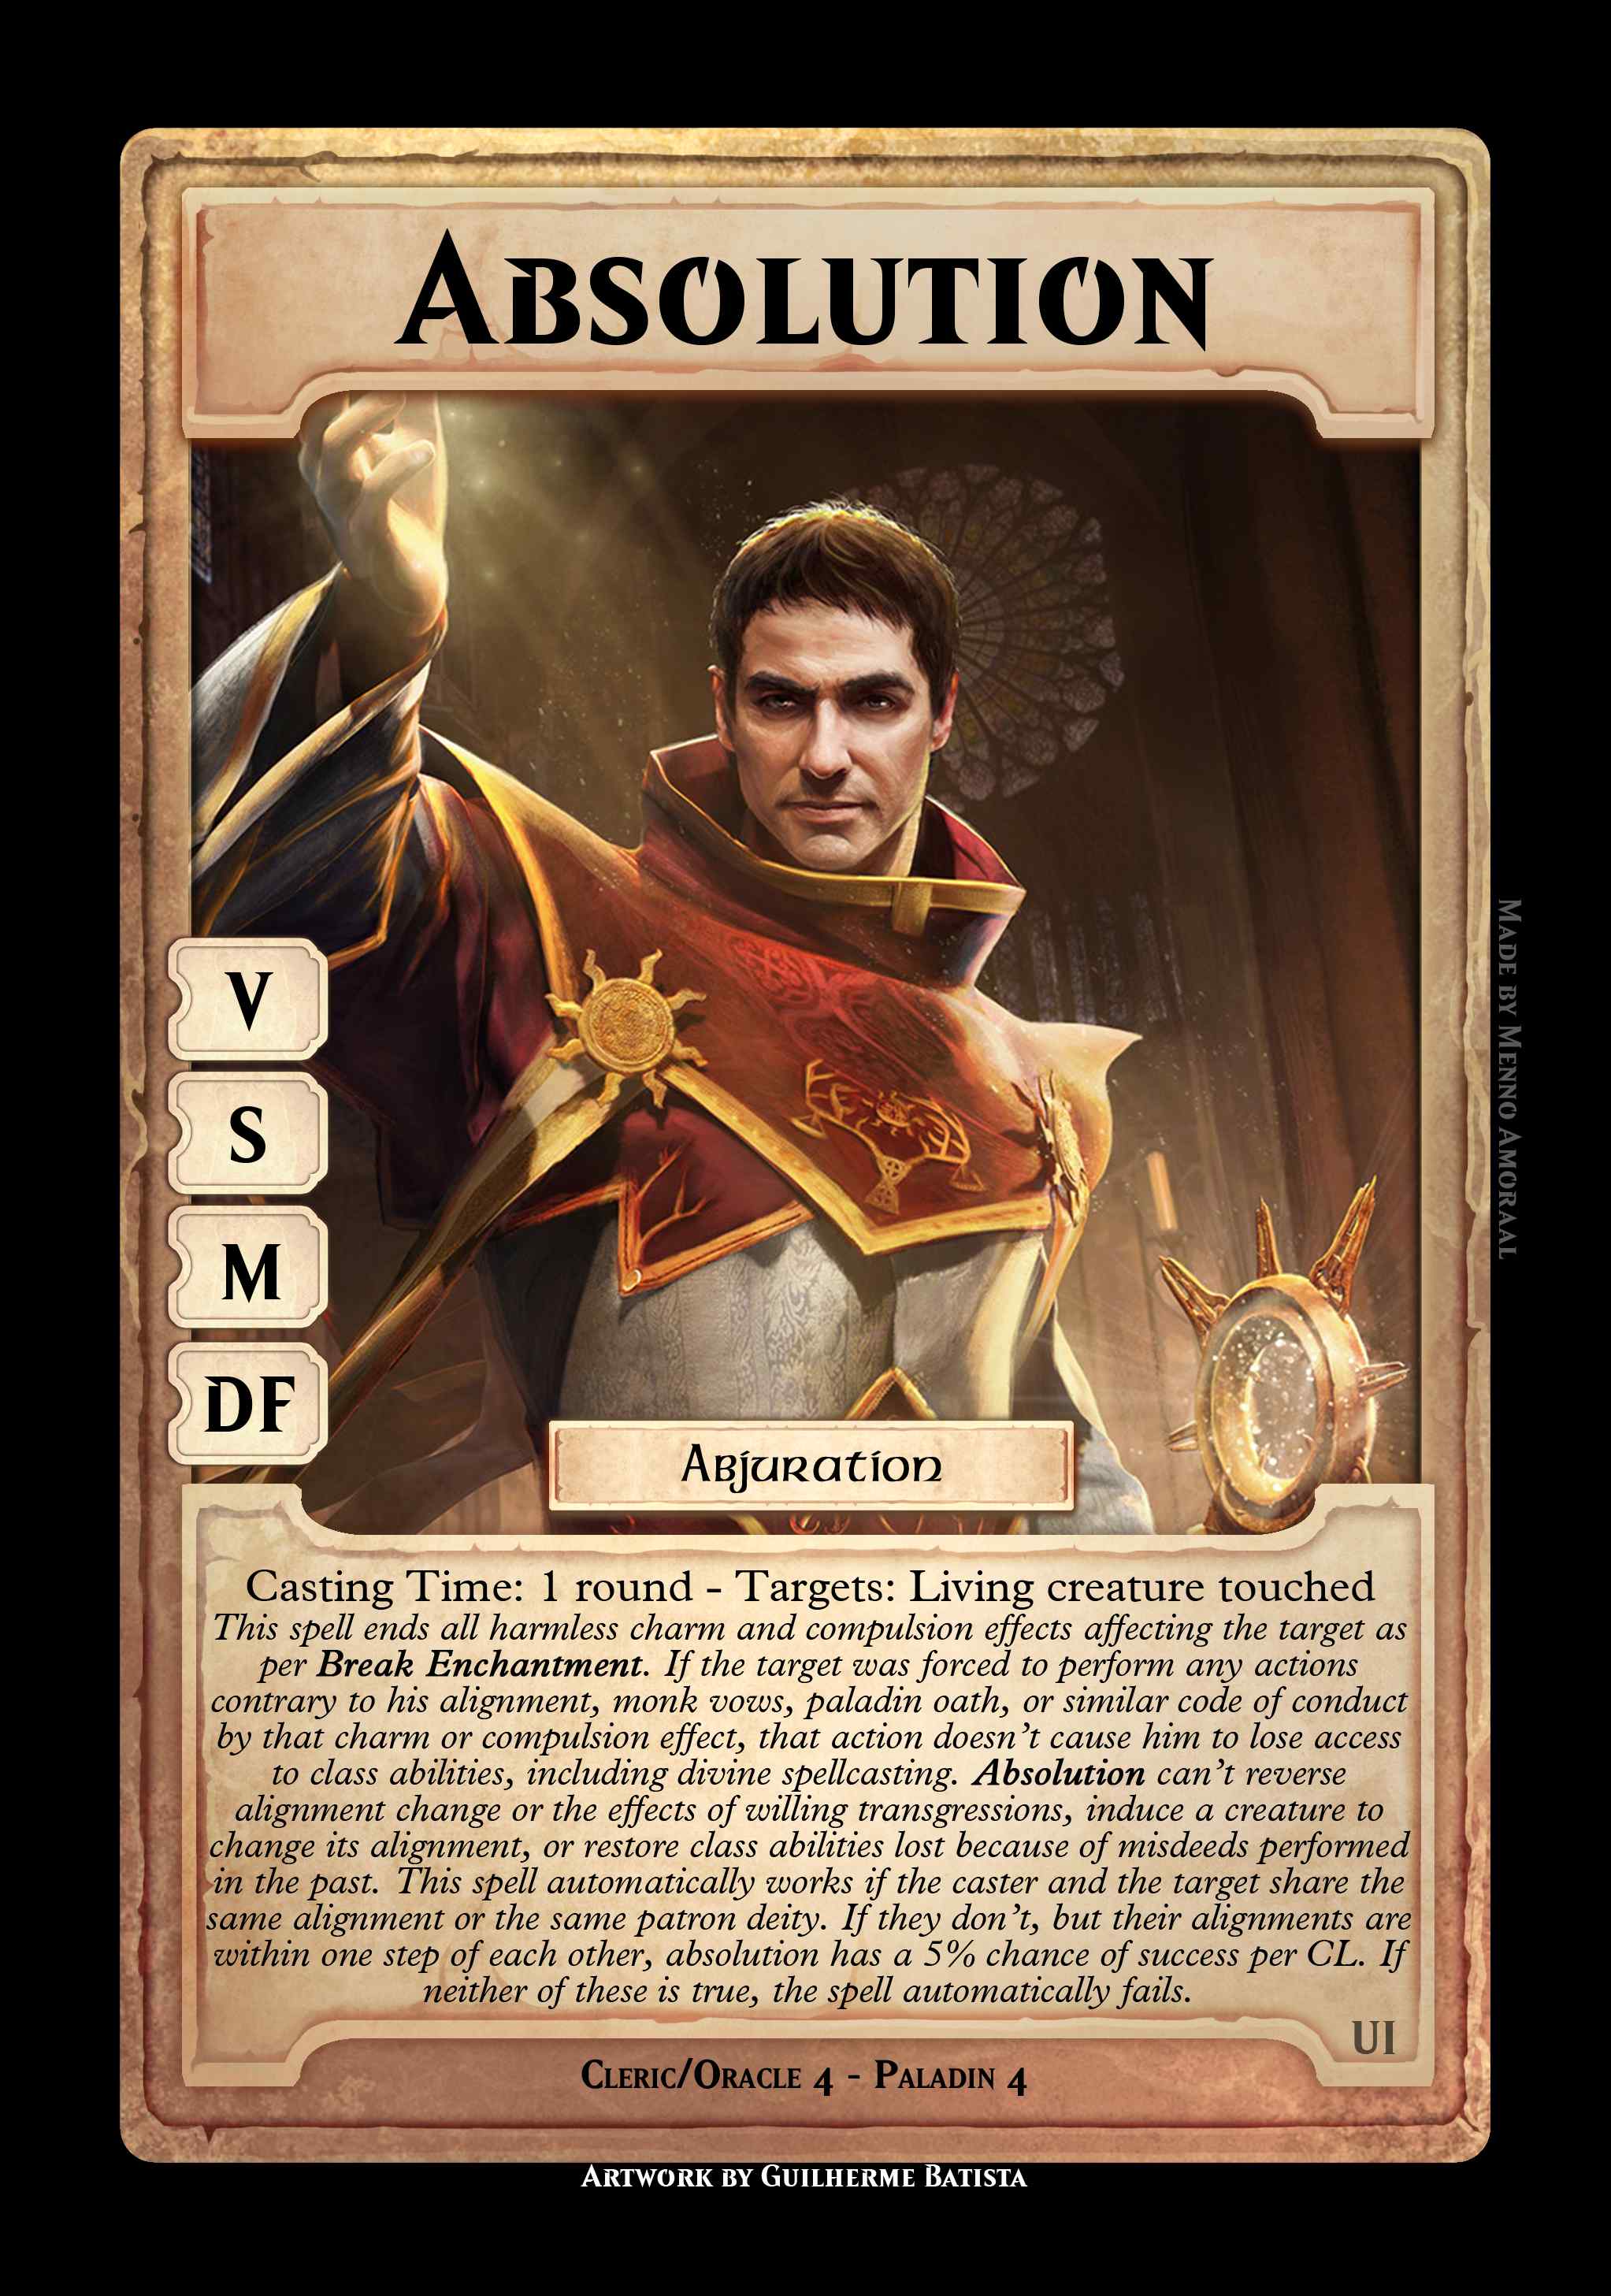 Absolution
V
S
M
DF
Abjuration
Casting Time: 1 round - Targets: Living creature touched
This spell ends all harmless charm and compulsion effects affecting the target as
per Break Enchantment. If the target was forced to perform any actions
contrary to his alignment, monk vows, paladin oath, or similar code of conduct
by that charm or compulsion effect, that action doesn't cause him to lose access
to class abilities, including divine spellcasting. Absolution can't reverse
alignment change or the effects of willing transgressions, induce a creature to
change its alignment, or restore class abilities lost because of misdeeds performed
in the past. This spell automatically works if the caster and the target share the
same alignment or the same patron deity. If they don't, but their alignments are
within one step of each other, absolution has a 5% chance of success per CL. If
neither of these is true, the spell automatically fails.
UI
Cleric/Oracle 4 - Paladin 4
Artwork by Guilherme Batista
Made by Menno Amoraal